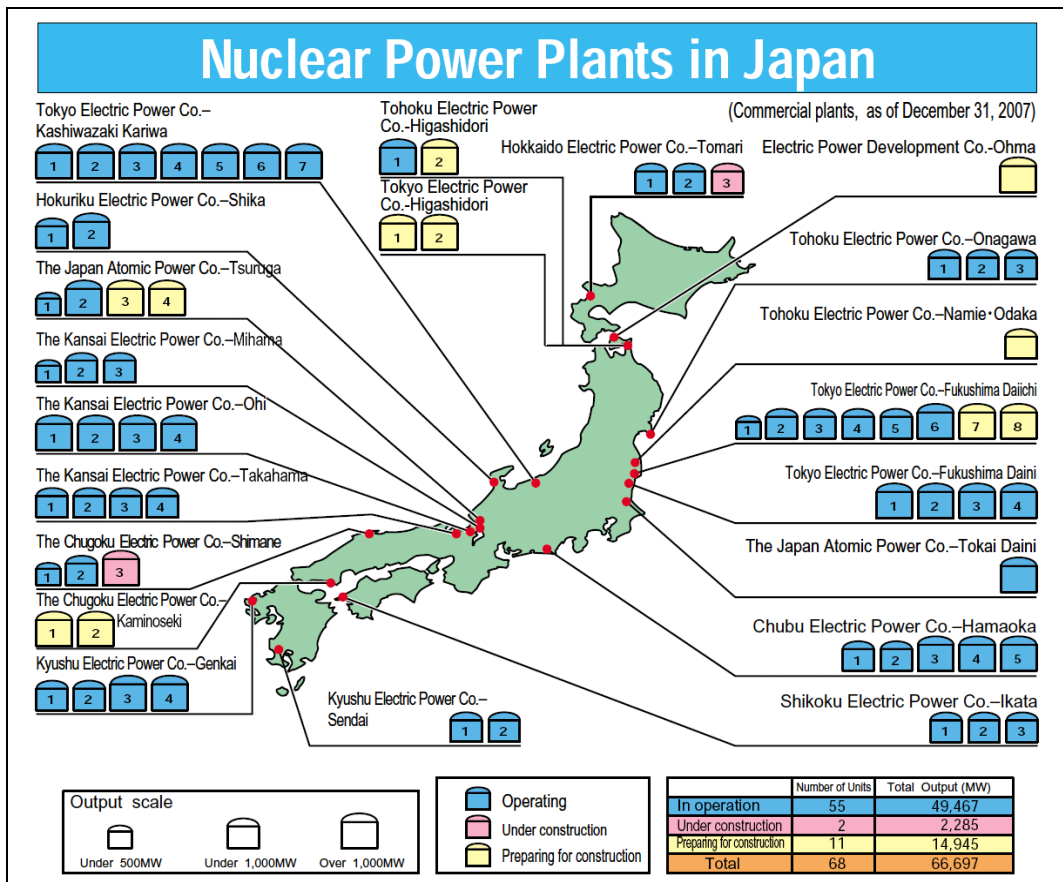 Nuclear Power Plants in Japan
(Commercial plants, as of December 31, 2007)
Tokyo Electric Power Co.–
Kashiwazaki Kariwa
1 2 3 4 5 6 7
Hokuriku Electric Power Co.–Shika
1 2
The Japan Atomic Power Co.–Tsuruga
1 2 3 4
The Kansai Electric Power Co.–Mihama
1 2 3
The Kansai Electric Power Co.–Ohi
1 2 3 4
The Kansai Electric Power Co.–Takahama
1 2 3 4
The Chugoku Electric Power Co.–Shimane
1 2 3
The Chugoku Electric Power Co.–
Kaminoseki
1 2
Kyushu Electric Power Co.–Genkai
1 2 3 4
Kyushu Electric Power Co.–
Sendai
1 2
Tohoku Electric Power
Co.-Higashidori
1 2
Tokyo Electric Power
Co.-Higashidori
1 2
Hokkaido Electric Power Co.–Tomari
1 2 3
Electric Power Development Co.-Ohma
Tohoku Electric Power Co.–Onagawa
1 2 3
Tohoku Electric Power Co.–Namie・Odaka
Tokyo Electric Power Co.–Fukushima Daiichi
1 2 3 4 5 6 7 8
Tokyo Electric Power Co.–Fukushima Daini
1 2 3 4
The Japan Atomic Power Co.–Tokai Daini
Chubu Electric Power Co.–Hamaoka
1 2 3 4 5
Shikoku Electric Power Co.–Ikata
1 2 3
Output scale
Under 500MW Under 1,000MW Over 1,000MW
Operating
Under construction
Preparing for construction
Number of Units Total Output (MW)
In operation 55 49,467
Under construction 2 2,285
Preparing for construction 11 14,945
Total 68 66,697